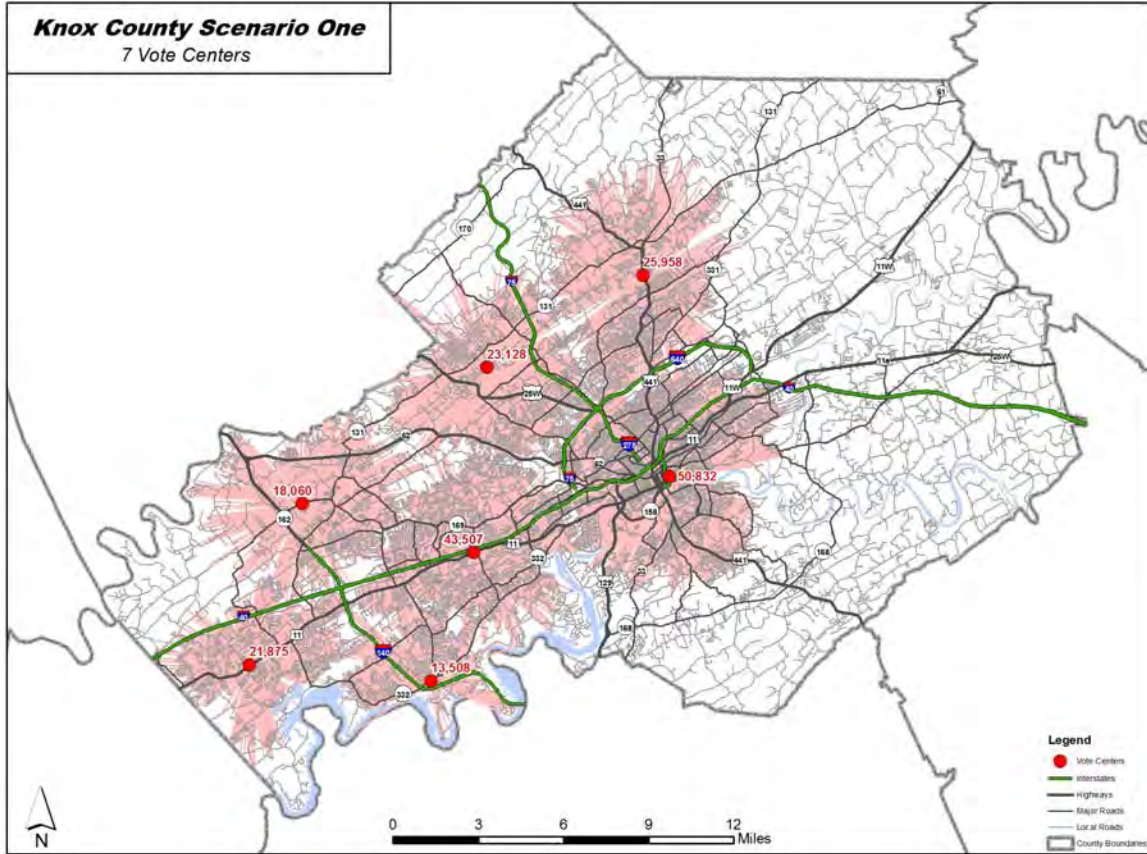 Knox County Scenario One
7 Vote Centers
61
131
33
441
170
25,958
11W
331
75
131
23,128
640
441
25W
11W
40
25W
131
62
275
11
62
75
50,832
18,060
162
169
158
43,507
11
332
168
33
441
129
40
11
168
21,875
140
13,508
332
Legend
Vote Centers
Interstates
Highways
Major Roads
Local Roads
County Boundaries
N
0 3 6 9 12
Miles